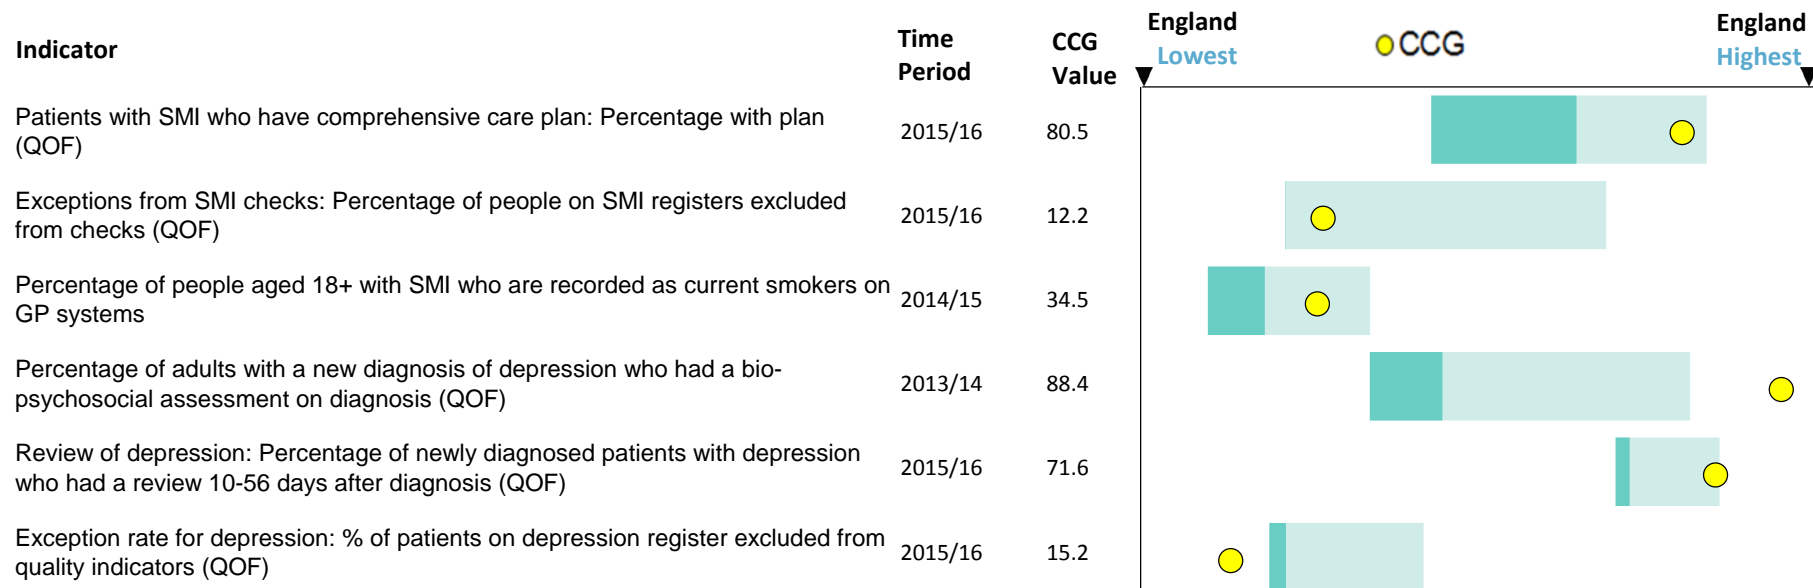 Indicator
Time
Period
CCG
Value
England
Lowest
CCG
England
Highest
Patients with SMI who have comprehensive care plan: Percentage with plan
(QOF)
2015/16
80.5
Exceptions from SMI checks: Percentage of people on SMI registers excluded
from checks (QOF)
2015/16
12.2
Percentage of people aged 18+ with SMI who are recorded as current smokers on
GP systems
2014/15
34.5
Percentage of adults with a new diagnosis of depression who had a bio-
psychosocial assessment on diagnosis (QOF)
2013/14
88.4
Review of depression: Percentage of newly diagnosed patients with depression
who had a review 10-56 days after diagnosis (QOF)
2015/16
71.6
Exception rate for depression: % of patients on depression register excluded from
quality indicators (QOF)
2015/16
15.2